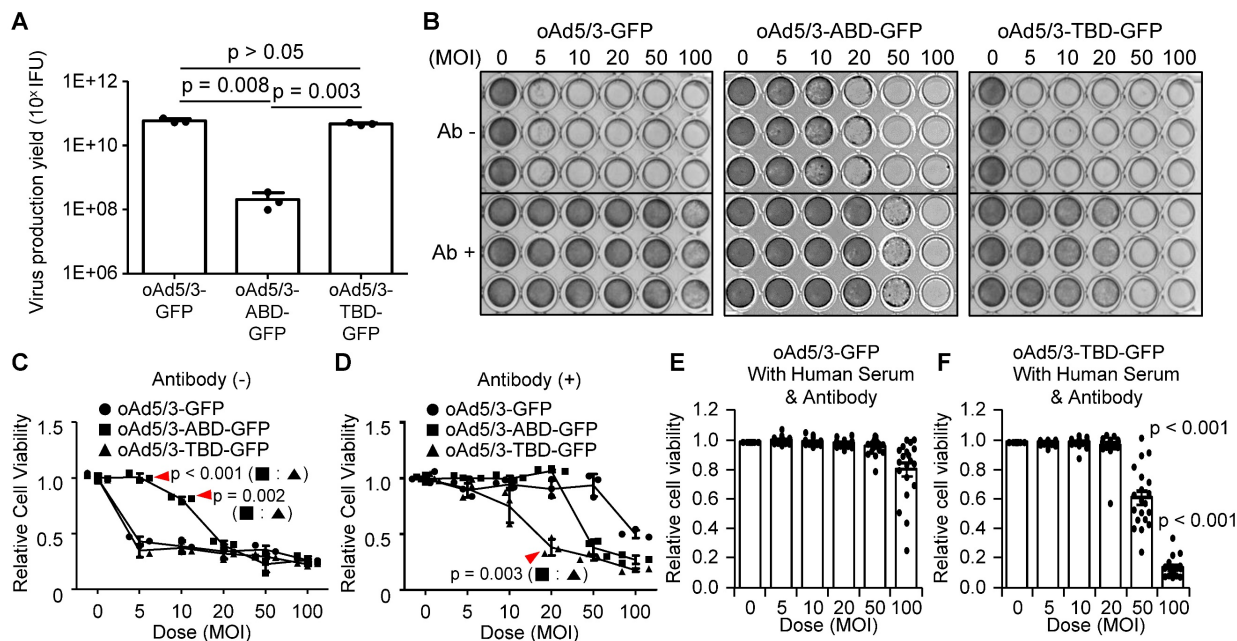 A
Virus production yield (10ˣ IFU)
1E+12
1E+10
1E+08
1E+06
p > 0.05
p = 0.008
p = 0.003
oAd5/3-
GFP
oAd5/3-
ABD-
GFP
oAd5/3-
TBD-
GFP
B
oAd5/3-GFP
oAd5/3-ABD-GFP
oAd5/3-TBD-GFP
(MOI) 0 5 10 20 50 100
0 5 10 20 50 100
0 5 10 20 50 100
Ab -
Ab +
C
Antibody (-)
oAd5/3-GFP
oAd5/3-ABD-GFP
oAd5/3-TBD-GFP
Relative Cell Viability
1.5
1.0
0.5
0
p < 0.001 (■ : ▲)
p = 0.002
(■ : ▲)
0 5 10 20 50 100
Dose (MOI)
D
Antibody (+)
oAd5/3-GFP
oAd5/3-ABD-GFP
oAd5/3-TBD-GFP
Relative Cell Viability
1.5
1.0
0.5
0
p = 0.003 (■ : ▲)
0 5 10 20 50 100
Dose (MOI)
E
oAd5/3-GFP
With Human Serum
& Antibody
Relative cell viability
1.2
1.0
0.8
0.6
0.4
0.2
0.0
0 5 10 20 50 100
Dose (MOI)
F
oAd5/3-TBD-GFP
With Human Serum
& Antibody
Relative cell viability
1.2
1.0
0.8
0.6
0.4
0.2
0.0
p < 0.001
p < 0.001
0 5 10 20 50 100
Dose (MOI)